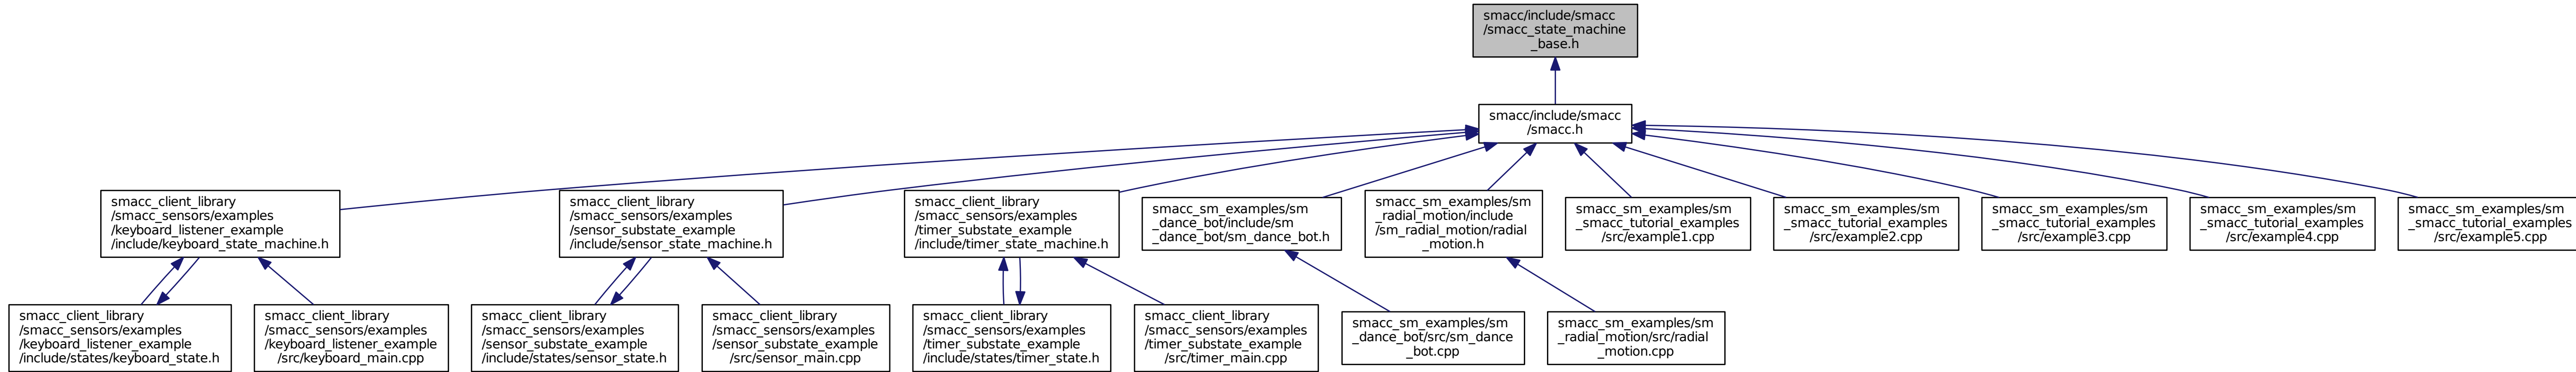 smacc/include/smacc
/smacc_state_machine
_base.h
smacc/include/smacc
/smacc.h
smacc_client_library
/smacc_sensors/examples
/keyboard_listener_example
/include/keyboard_state_machine.h
smacc_client_library
/smacc_sensors/examples
/sensor_substate_example
/include/sensor_state_machine.h
smacc_client_library
/smacc_sensors/examples
/timer_substate_example
/include/timer_state_machine.h
smacc_sm_examples/sm
_dance_bot/include/sm
_dance_bot/sm_dance_bot.h
smacc_sm_examples/sm
_radial_motion/include
/sm_radial_motion/radial
_motion.h
smacc_sm_examples/sm
_smacc_tutorial_examples
/src/example1.cpp
smacc_sm_examples/sm
_smacc_tutorial_examples
/src/example2.cpp
smacc_sm_examples/sm
_smacc_tutorial_examples
/src/example3.cpp
smacc_sm_examples/sm
_smacc_tutorial_examples
/src/example4.cpp
smacc_sm_examples/sm
_smacc_tutorial_examples
/src/example5.cpp
smacc_client_library
/smacc_sensors/examples
/keyboard_listener_example
/include/states/keyboard_state.h
smacc_client_library
/smacc_sensors/examples
/keyboard_listener_example
/src/keyboard_main.cpp
smacc_client_library
/smacc_sensors/examples
/sensor_substate_example
/include/states/sensor_state.h
smacc_client_library
/smacc_sensors/examples
/sensor_substate_example
/src/sensor_main.cpp
smacc_client_library
/smacc_sensors/examples
/timer_substate_example
/include/states/timer_state.h
smacc_client_library
/smacc_sensors/examples
/timer_substate_example
/src/timer_main.cpp
smacc_sm_examples/sm
_dance_bot/src/sm_dance
_bot.cpp
smacc_sm_examples/sm
_radial_motion/src/radial
_motion.cpp